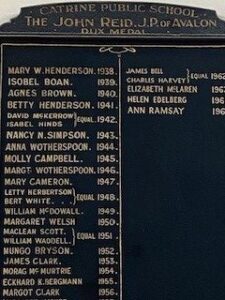 CATRINE PUBLIC SCHOOL
THE JOHN REID, J.P. OF AVALON
DUX MEDAL
MARY W. HENDERSON. 1938.
ISOBEL BOAN. 1939.
AGNES BROWN. 1940.
BETTY HENDERSON. 1941.
DAVID MCKERROW
ISOBEL HINDS } EQUAL 1942.
NANCY N. SIMPSON. 1943.
ANNA WOTHERSPOON. 1944.
MOLLY CAMPBELL. 1945.
MARGT WOTHERSPOON. 1946.
MARY CAMERON. 1947.
LETTY HERBERTSON
BERT WHITE. . . } EQUAL 1948.
WILLIAM McDOWALL. 1949.
MARGARET WELSH 1950.
MACLEAN SCOTT.
WILLIAM WADDELL. } EQUAL 1951.
MUNGO BRYSON. 1952.
JAMES CLARK. 1953.
MORAG McMURTRIE 1954.
ECKHARD K. BERGMANN 1955.
MARGOT CLARK 1956.
JAMES BELL
CHARLES HARVEY } EQUAL
ELIZABETH McLAREN
HELEN EDELBERG
ANN RAMSAY